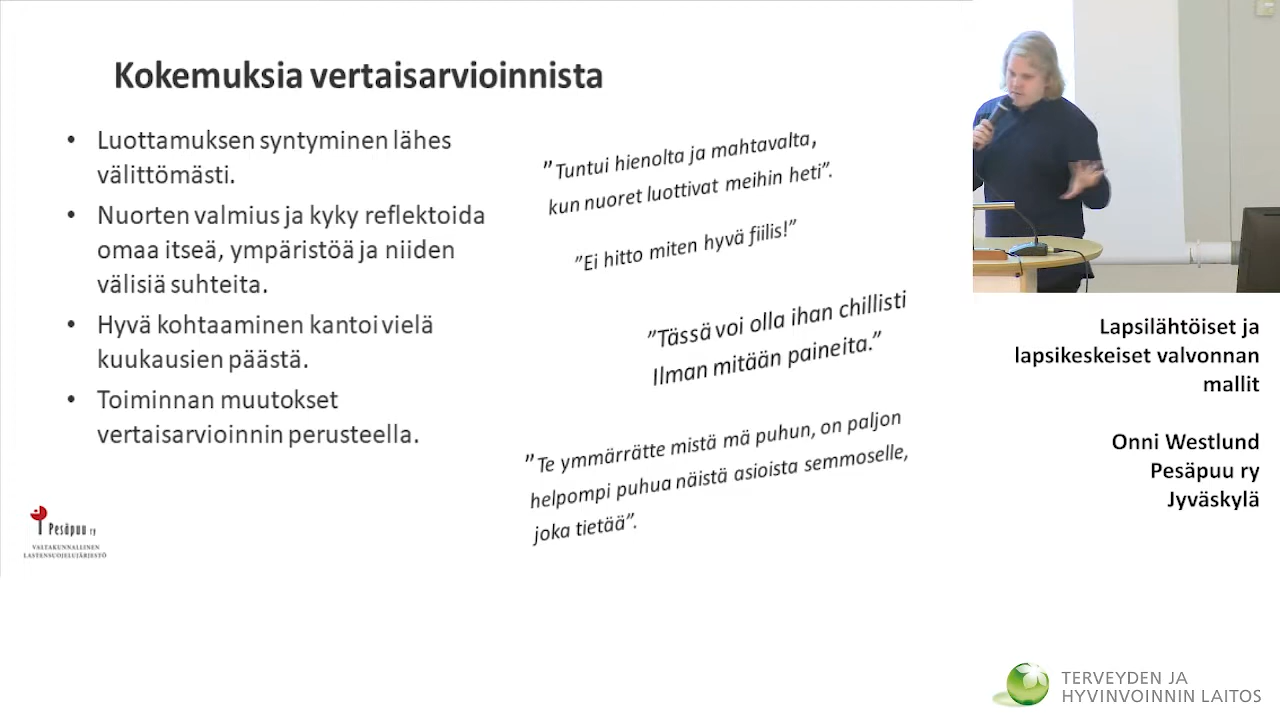 Kokemuksia vertaisarvioinnista
• Luottamuksen syntyminen lähes
välittömästi.
• Nuorten valmius ja kyky reflektoida
omaa itseä, ympäristöä ja niiden
välisiä suhteita.
• Hyvä kohtaaminen kantoi vielä
kuukausien päästä.
• Toiminnan muutokset
vertaisarvioinnin perusteella.
”Tuntui hienolta ja mahtavalta,
kun nuoret luottivat meihin heti”.
”Ei hitto miten hyvä fiilis!”
”Tässä voi olla ihan chillisti
Ilman mitään paineita.”
”Te ymmärrätte mistä mä puhun, on paljon
helpompi puhua näistä asioista semmoselle,
joka tietää”.
Pesäpuu ry
VALTAKUNNALLINEN
LASTENSUOJELUJÄRJESTÖ
Lapsilähtöiset ja
lapsikeskeiset valvonnan
mallit
Onni Westlund
Pesäpuu ry
Jyväskylä
TERVEYDEN JA
HYVINVOINNIN LAITOS